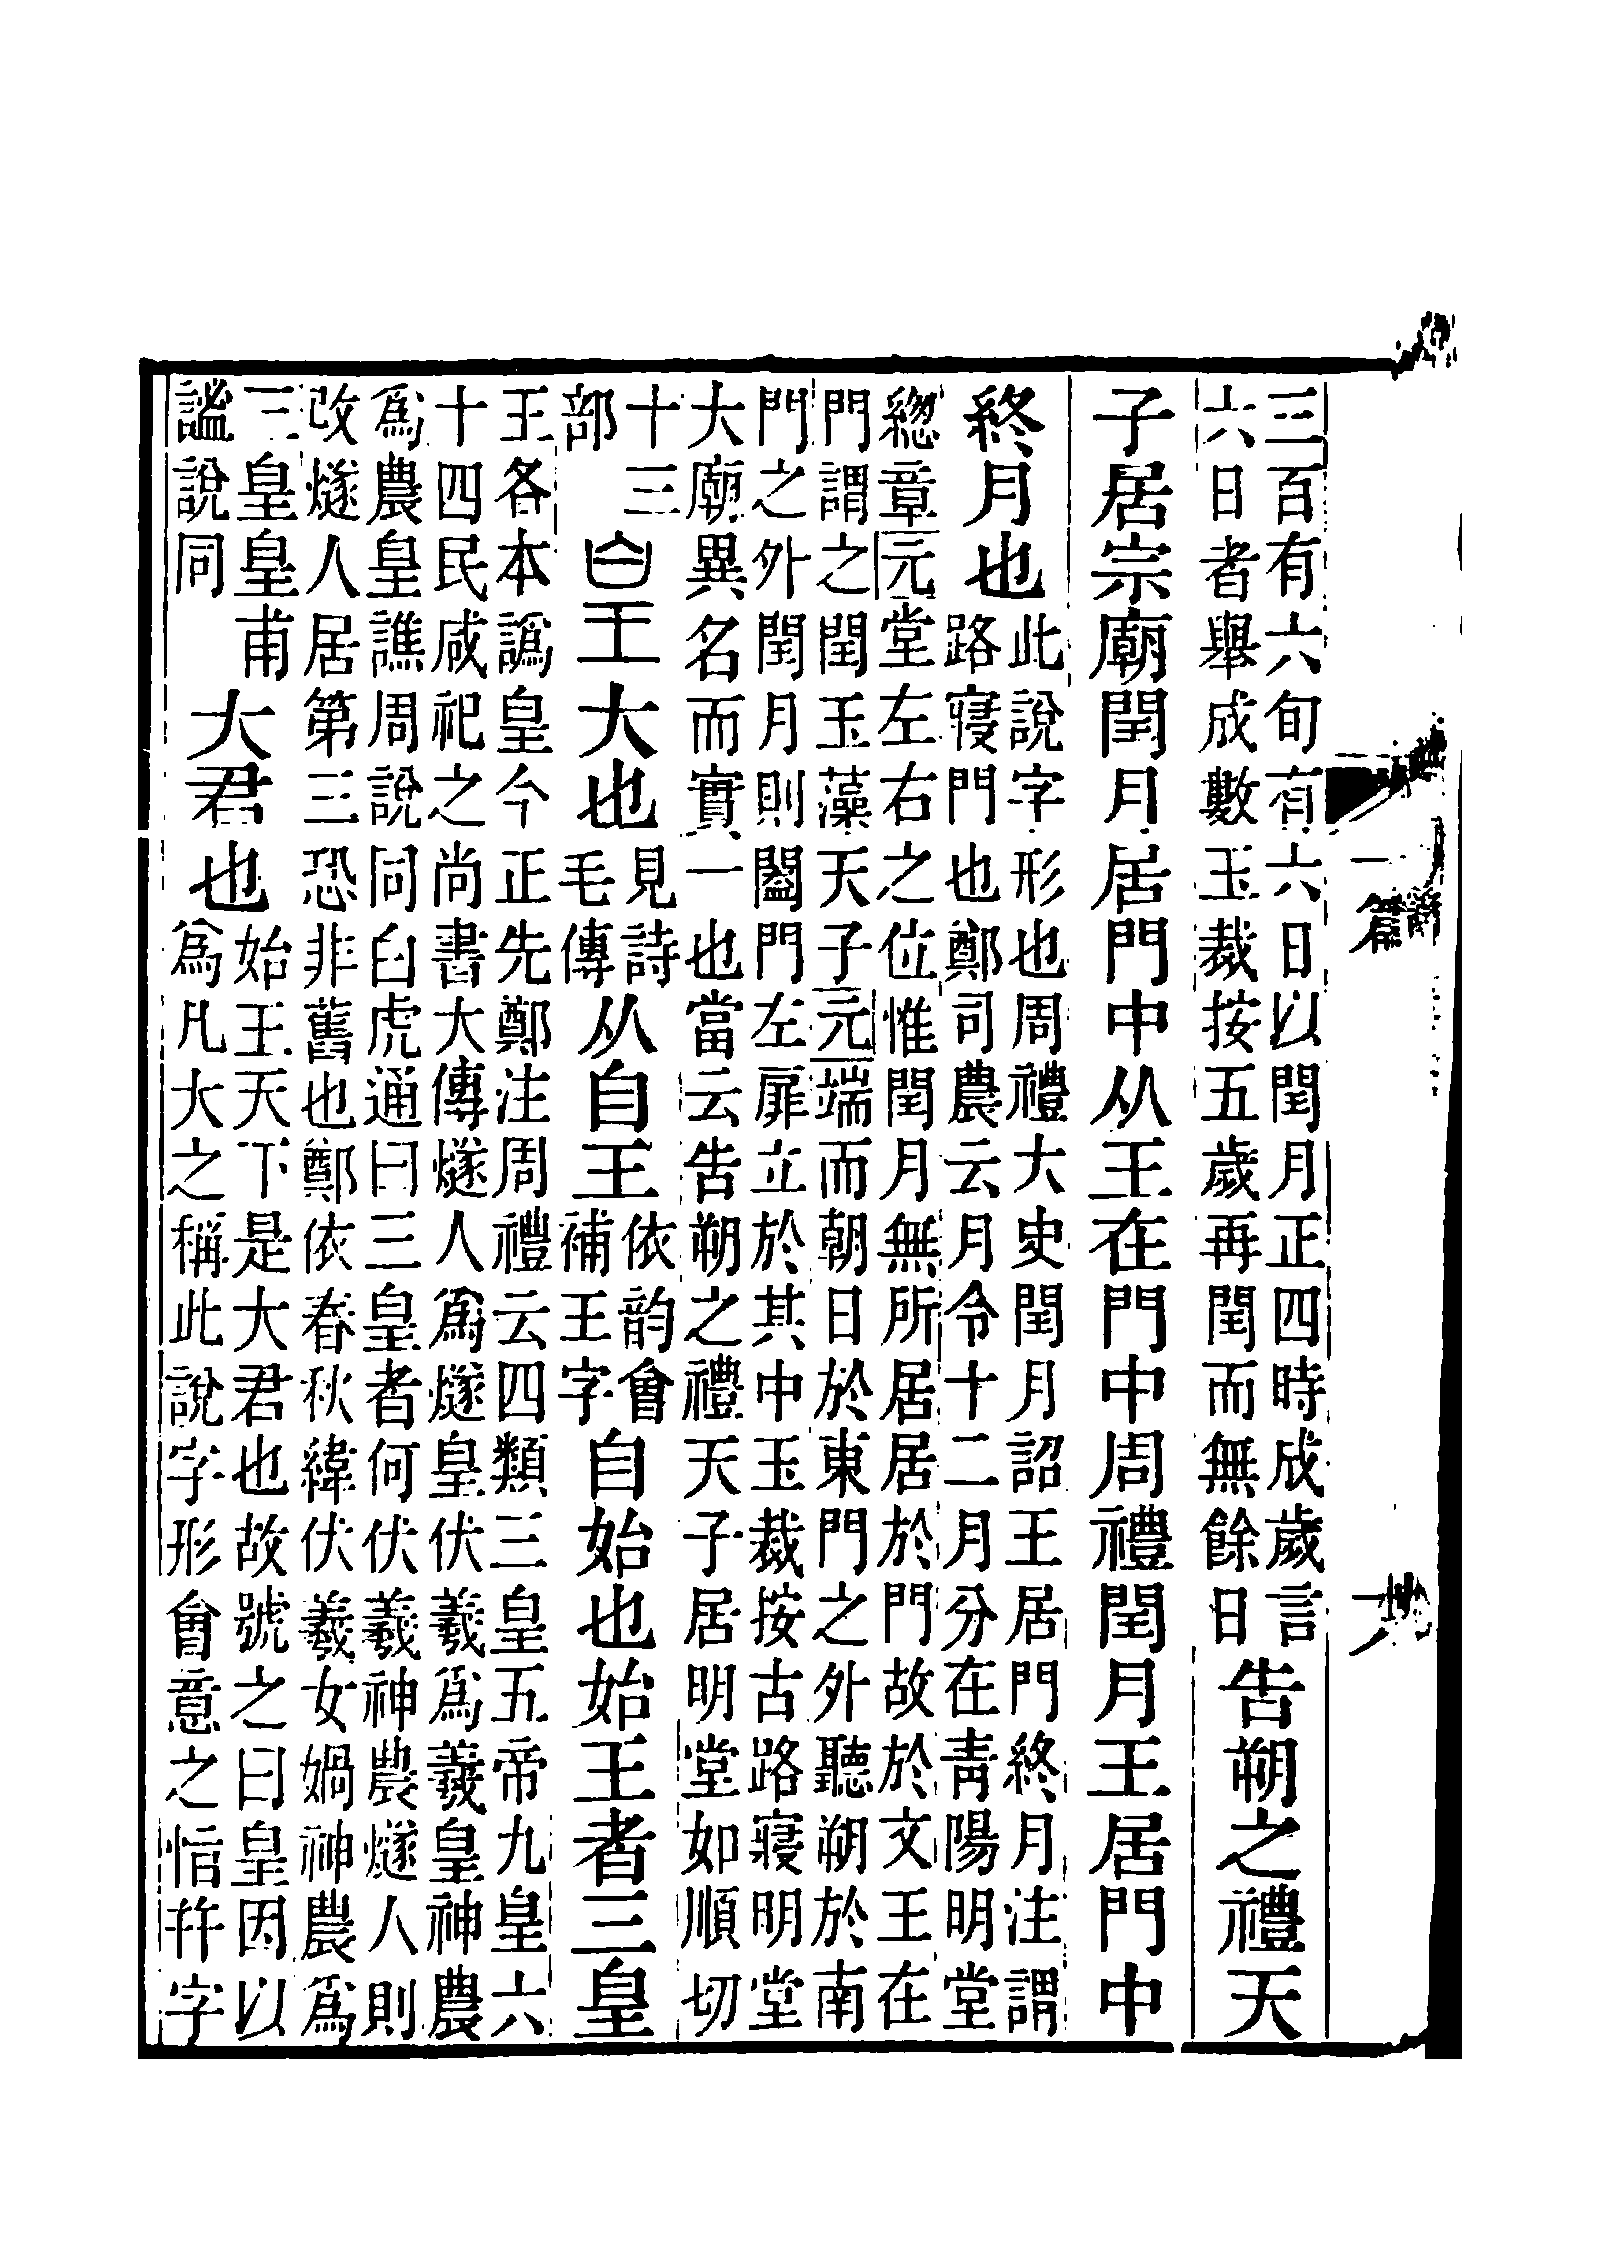 三百有六旬有六日以閏月正四時成歲言
六日者舉成數玉裁按五歲再閏而無餘日
告朔之禮天
子居宗廟閏月居門中从王在門中周禮閏月王居門中
終月也
此說字形也周禮大史閏月詔王居門終月注謂
路寢門也鄭司農云月令十二月分在青陽明堂
緫章元堂左右之位惟閏月無所居居於門故於文王在
門謂之閏玉藻天子元端而朝日於東門之外聽朔於南
門之外閏月則闔門左扉立於其中玉裁按古路寢明堂
大廟異名而實一也當云告朔之禮天子居明堂如順切
十三
部
皇大也
見詩
毛傳
从自王
依韵會
補王字
自始也始王者三皇
王各本譌皇今正先鄭注周禮云四類三皇五帝九皇六
十四民咸祀之尚書大傳燧人爲燧皇伏羲爲羲皇神農
爲農皇譙周說同白虎通曰三皇者何伏羲神農燧人則
改燧人居第三恐非舊也鄭依春秋緯伏羲女媧神農爲
三皇皇甫
謐說同
大君也
始王天下是大君也故號之曰皇因以
爲凡大之稱此說字形會意之恉幷字